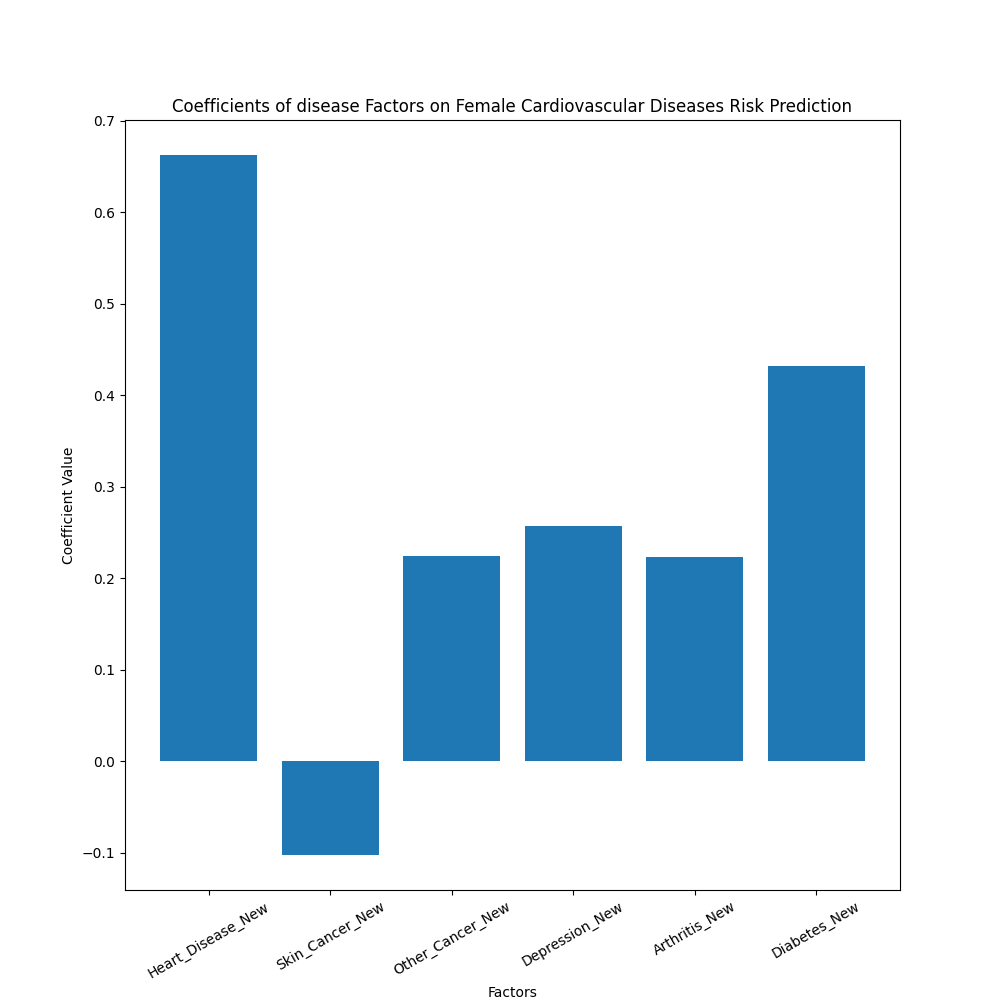 Coefficients of disease Factors on Female Cardiovascular Diseases Risk Prediction
0.7
0.6
0.5
0.4
0.3
0.2
0.1
0.0
−0.1
Coefficient Value
Heart_Disease_New
Skin_Cancer_New
Other_Cancer_New
Depression_New
Arthritis_New
Diabetes_New
Factors